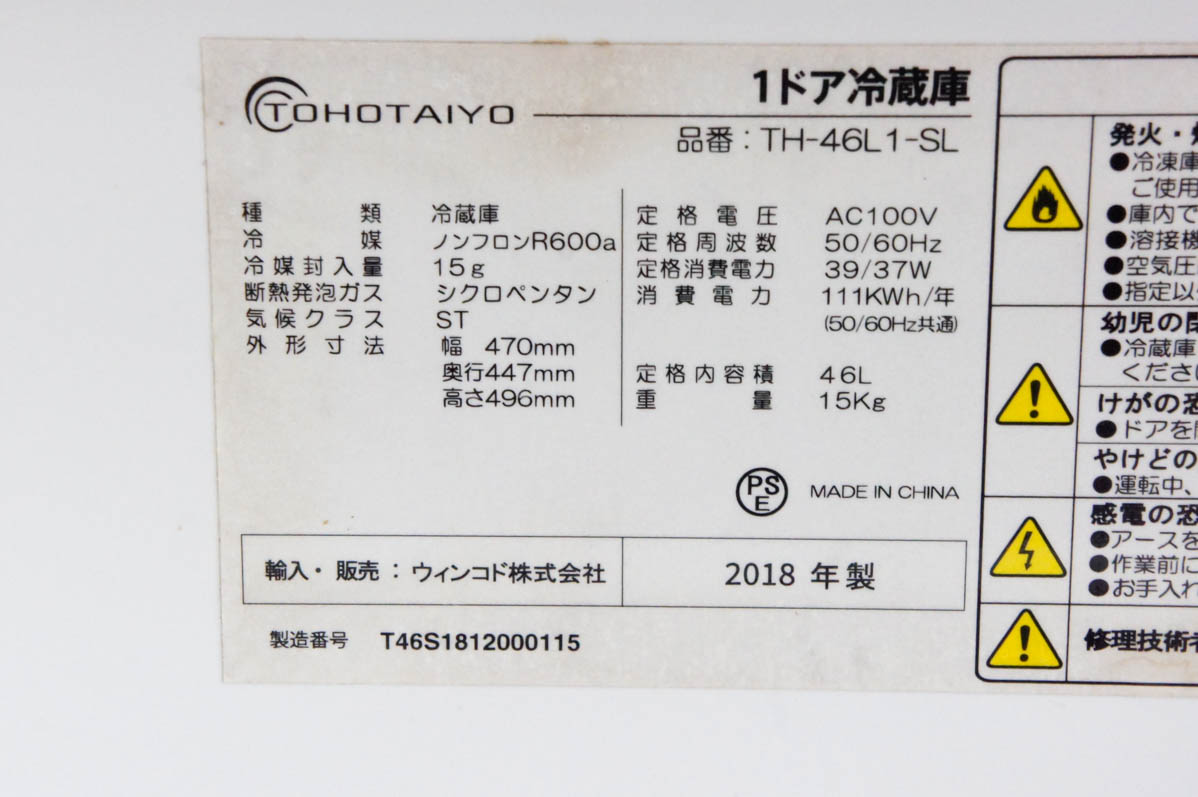 TOHOTAIYO
1ドア冷蔵庫
品番：TH-46L1-SL
種類 冷蔵庫
冷媒 ノンフロンR600a
冷媒封入量 15g
断熱発泡ガス シクロペンタン
気候クラス ST
外形寸法 幅 470mm
奥行447mm
高さ496mm
定格電圧 AC100V
定格周波数 50/60Hz
定格消費電力 39/37W
消費電力 111KWh/年
(50/60Hz共通)
定格内容積 46L
重量 15Kg
PS
E
MADE IN CHINA
輸入・販売：ウィンコド株式会社
2018 年製
製造番号 T46S1812000115
発火・
●冷凍庫
ご使用
●庫内で
●溶接機
●空気圧
●指定以
幼児の閉
●冷蔵庫
くださ
けがの恐
●ドアを
やけどの
●運転中、
感電の恐
●アースを
●作業前に
●お手入れ
修理技術者